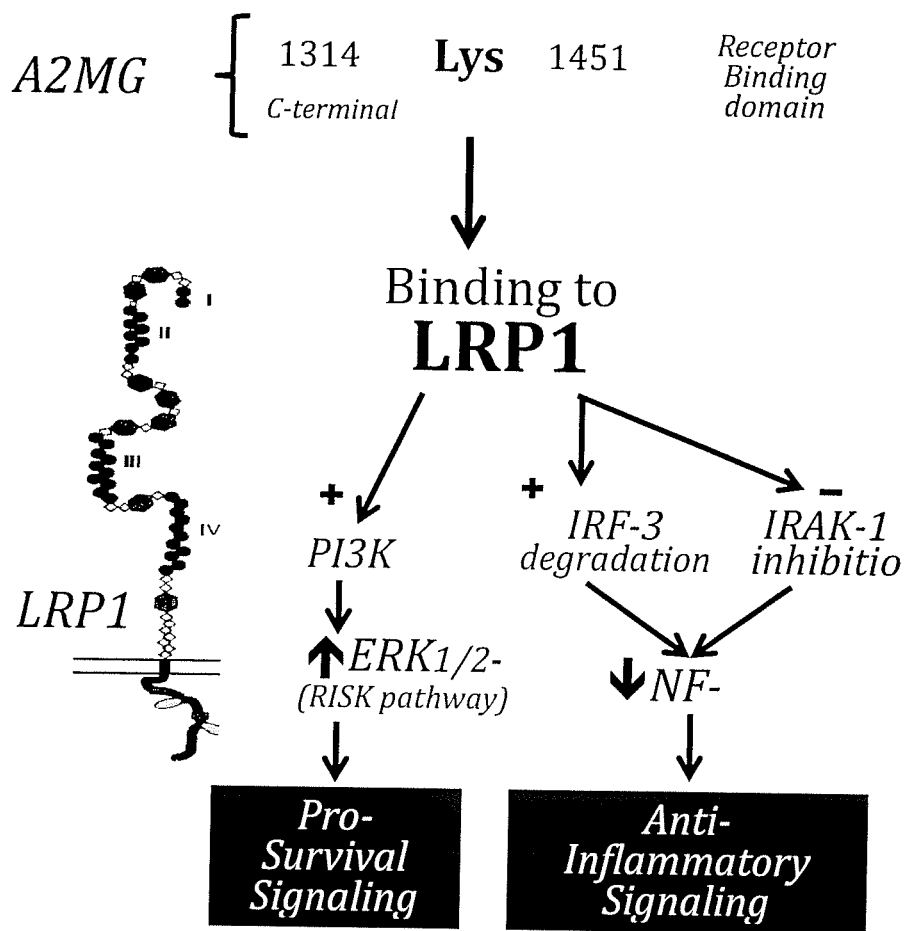 A2MG
1314 Lys 1451
C-terminal
Receptor
Binding
domain
Binding to
LRP1
I
II
III
IV
LRP1
+
PI3K
ERK1/2-
(RISK pathway)
Pro-
Survival
Signaling
+
IRF-3
degradation
–
IRAK-1
inhibitio
NF-
Anti-
Inflammatory
Signaling